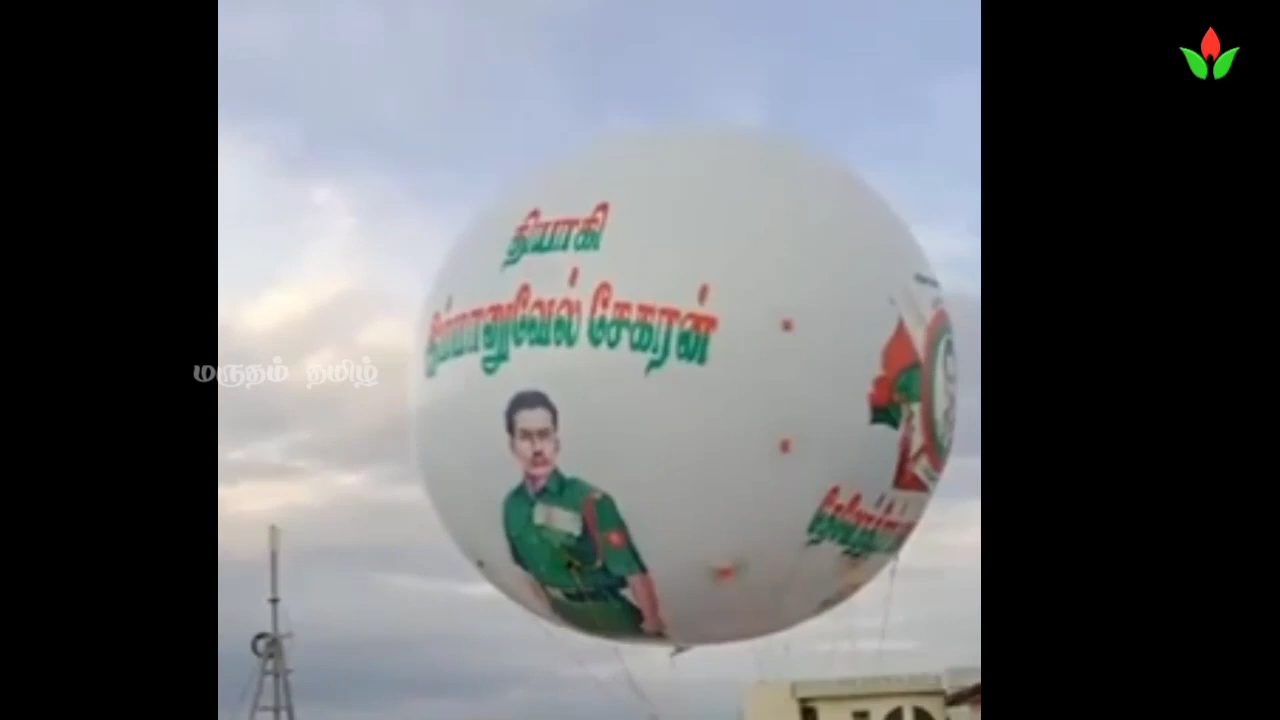 தியாகி
இம்மானுவேல் சேகரன்
மருதம் தமிழ்